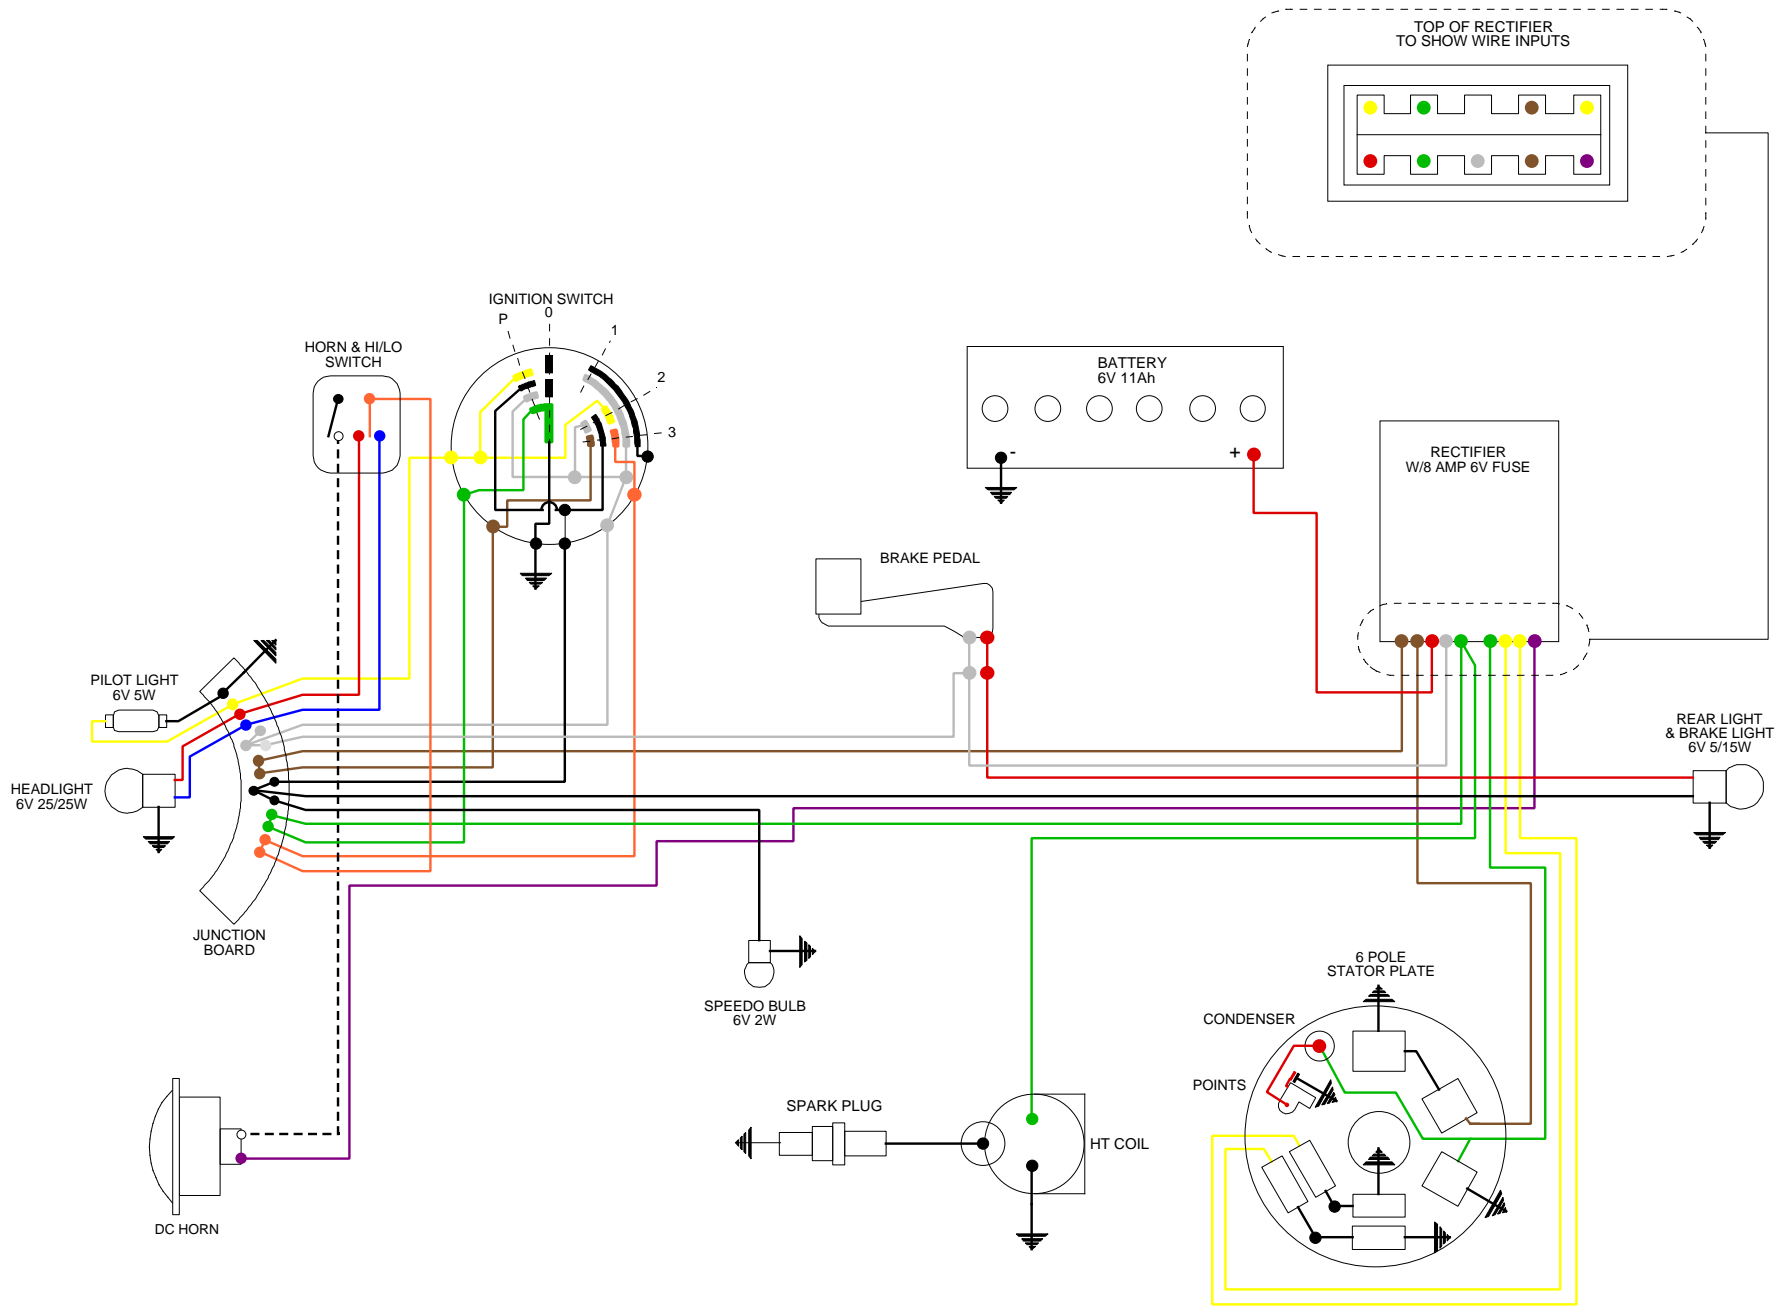 TOP OF RECTIFIER
TO SHOW WIRE INPUTS
IGNITION SWITCH
P
0
1
2
3
HORN & HI/LO
SWITCH
BATTERY
6V 11Ah
-
+
RECTIFIER
W/8 AMP 6V FUSE
BRAKE PEDAL
PILOT LIGHT
6V 5W
HEADLIGHT
6V 25/25W
REAR LIGHT
& BRAKE LIGHT
6V 5/15W
JUNCTION
BOARD
SPEEDO BULB
6V 2W
6 POLE
STATOR PLATE
CONDENSER
POINTS
SPARK PLUG
HT COIL
DC HORN